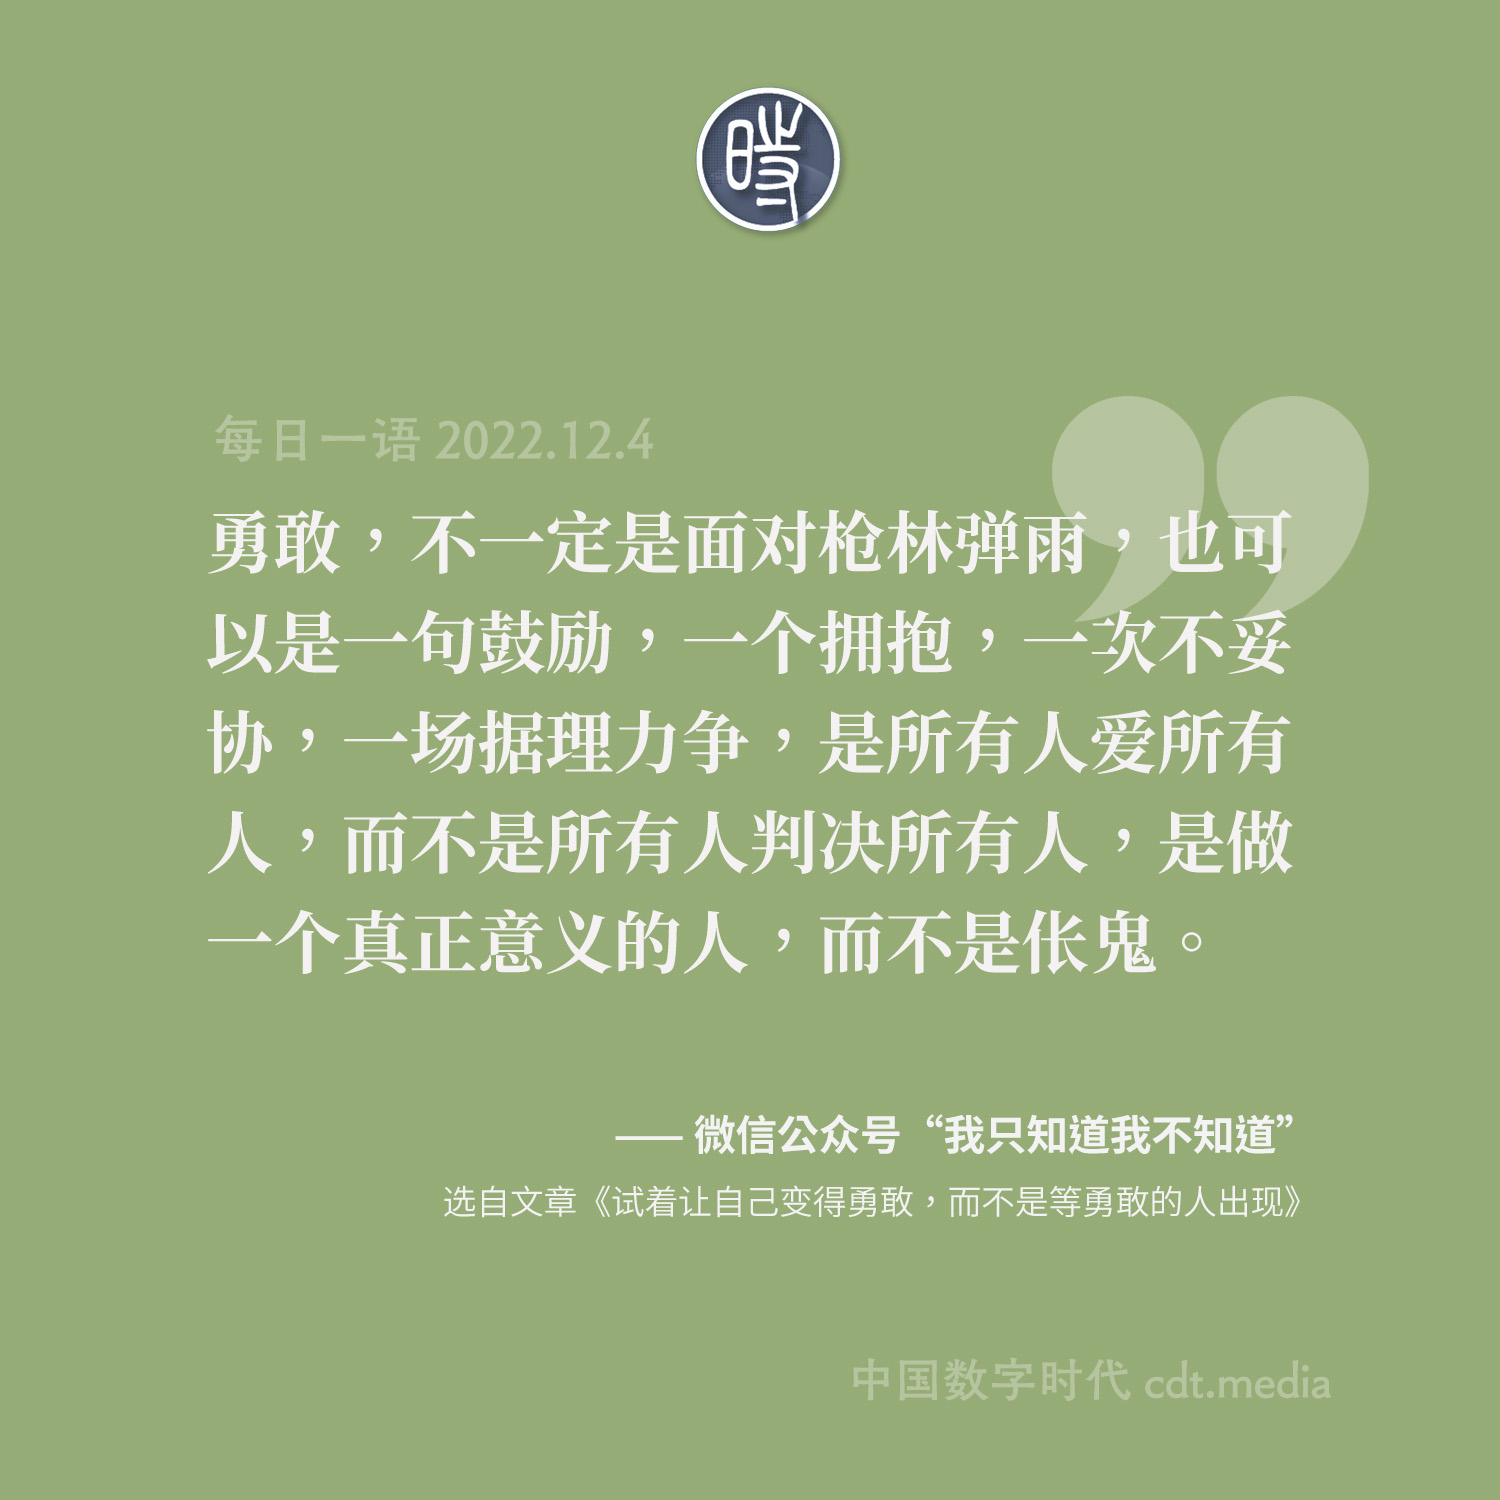 時
每日一语 2022.12.4
勇敢，不一定是面对枪林弹雨，也可
以是一句鼓励，一个拥抱，一次不妥
协，一场据理力争，是所有人爱所有
人，而不是所有人判决所有人，是做
一个真正意义的人，而不是伥鬼。
—— 微信公众号“我只知道我不知道”
选自文章《试着让自己变得勇敢，而不是等勇敢的人出现》
中国数字时代 cdt.media